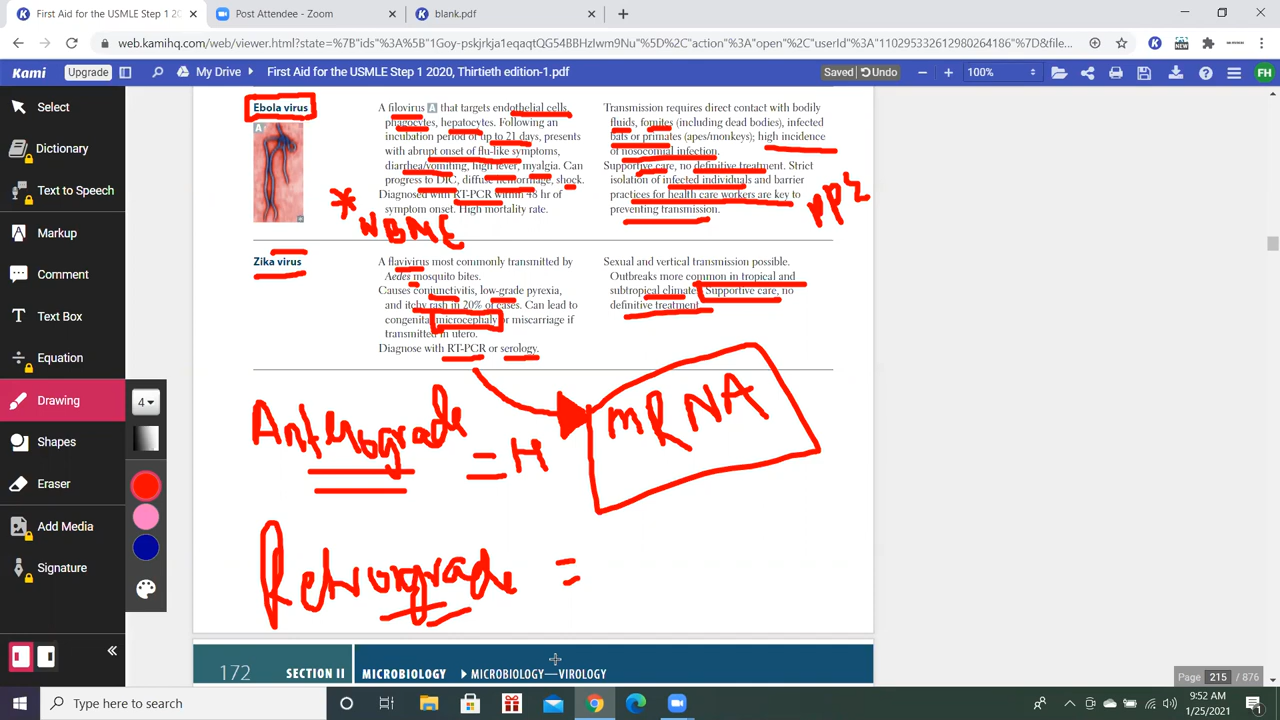 First Aid for the USMLE Step 1 20
Post Attendee - Zoom
blank.pdf
web.kamihq.com/web/viewer.html?state=%7B"ids"%3A%5B"1Goy-pskjrkja1eqaqtQG54BBHzIwm9Nu"%5D%2C"action"%3A"open"%2C"userId"%3A"110295332612980264186"%7D&file...
Kami
Upgrade
My Drive
First Aid for the USMLE Step 1 2020, Thirtieth edition-1.pdf
Saved
Undo
100%
FH
Select
Dictionary
Text to Speech
Markup
Comment
Text Box
Equation
Drawing
4
Shapes
Eraser
Add Media
Signature
Ebola virus
A
A filovirus A that targets endothelial cells,
phagocytes, hepatocytes. Following an
incubation period of up to 21 days, presents
with abrupt onset of flu-like symptoms,
diarrhea/vomiting, high fever, myalgia. Can
progress to DIC, diffuse hemorrhage, shock.
Diagnosed with RT-PCR within 48 hr of
symptom onset. High mortality rate.
Transmission requires direct contact with bodily
fluids, fomites (including dead bodies), infected
bats or primates (apes/monkeys); high incidence
of nosocomial infection.
Supportive care, no definitive treatment. Strict
isolation of infected individuals and barrier
practices for health care workers are key to
preventing transmission.
* NBME
Zika virus
A flavivirus most commonly transmitted by
Aedes mosquito bites.
Causes conjunctivitis, low-grade pyrexia,
and itchy rash in 20% of cases. Can lead to
congenital microcephaly or miscarriage if
transmitted in utero.
Diagnose with RT-PCR or serology.
Sexual and vertical transmission possible.
Outbreaks more common in tropical and
subtropical climate
Supportive care, no
definitive treatment.
mRNA
= H
Retrorgrade =
172
SECTION II
MICROBIOLOGY
MICROBIOLOGY—VIROLOGY
Page 215 / 876
Type here to search
9:52 AM
1/25/2021
1